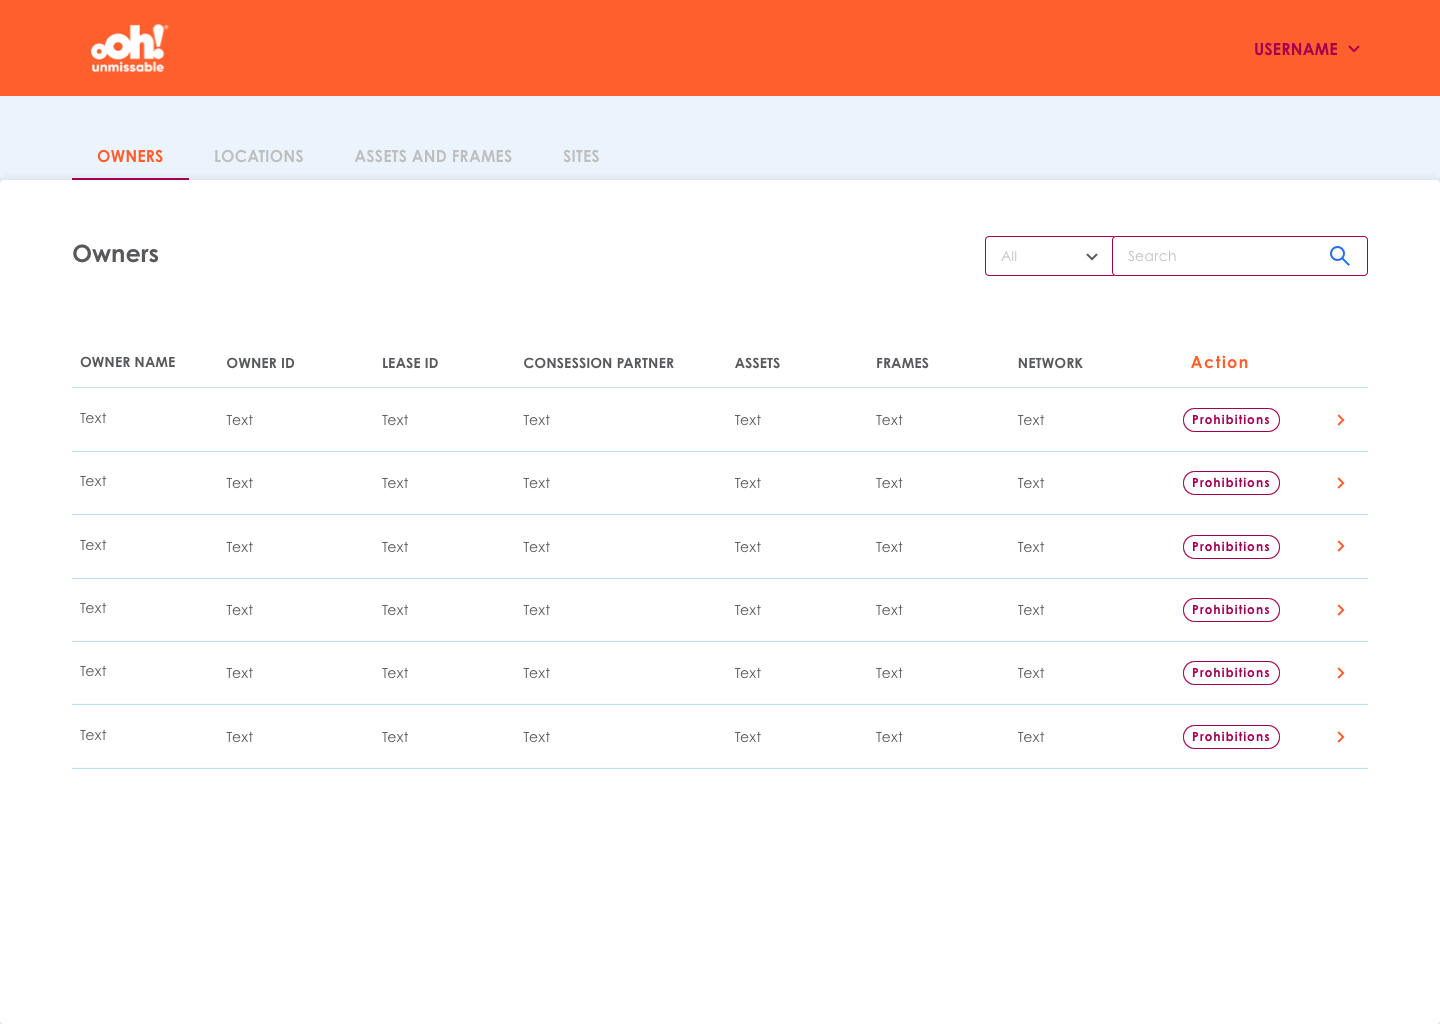 ooh!
unmissable
USERNAME
OWNERS LOCATIONS ASSETS AND FRAMES SITES
Owners
All Search
OWNER NAME OWNER ID LEASE ID CONSESSION PARTNER ASSETS FRAMES NETWORK Action
Text Text Text Text Text Text Text Prohibitions
Text Text Text Text Text Text Text Prohibitions
Text Text Text Text Text Text Text Prohibitions
Text Text Text Text Text Text Text Prohibitions
Text Text Text Text Text Text Text Prohibitions
Text Text Text Text Text Text Text Prohibitions